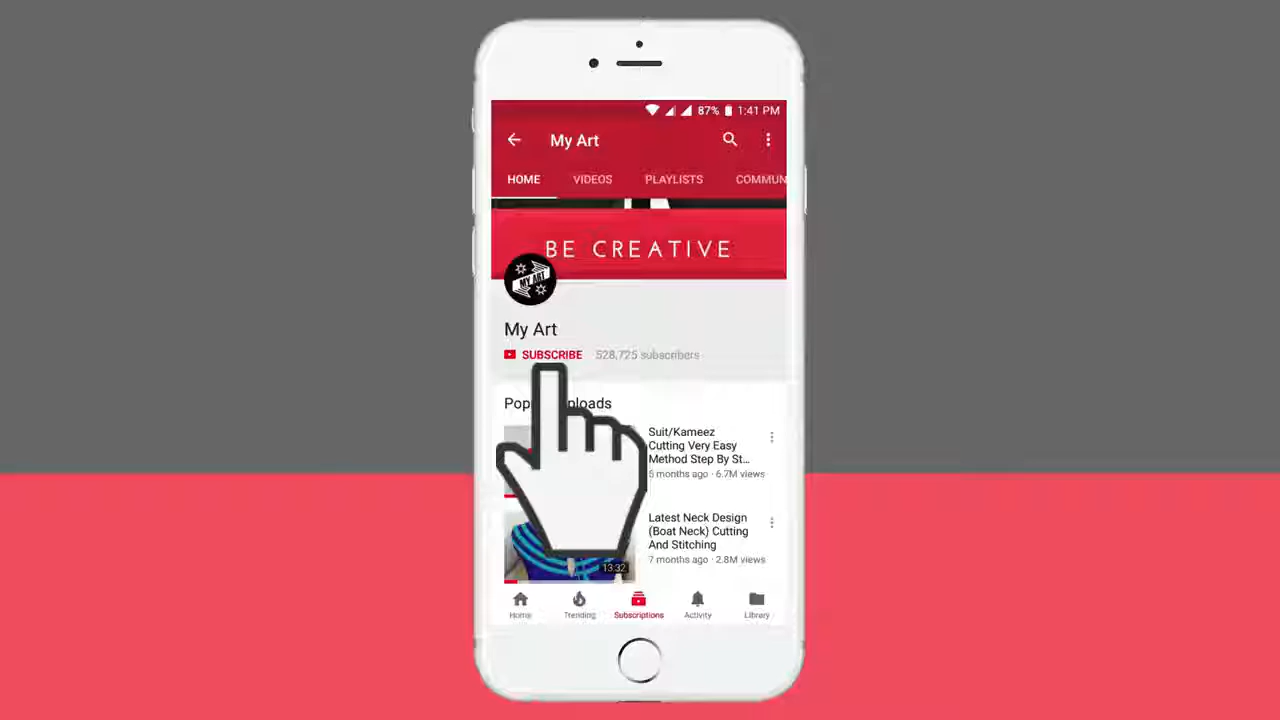 87% 1:41 PM
My Art
HOME VIDEOS PLAYLISTS COMMUN
BE CREATIVE
MY ART
My Art
SUBSCRIBE 528,725 subscribers
Pop ploads
Suit/Kameez
Cutting Very Easy
Method Step By St...
5 months ago · 6.7M views
Latest Neck Design
(Boat Neck) Cutting
And Stitching
7 months ago · 2.8M views
13:32
Home Trending Subscriptions Activity Library